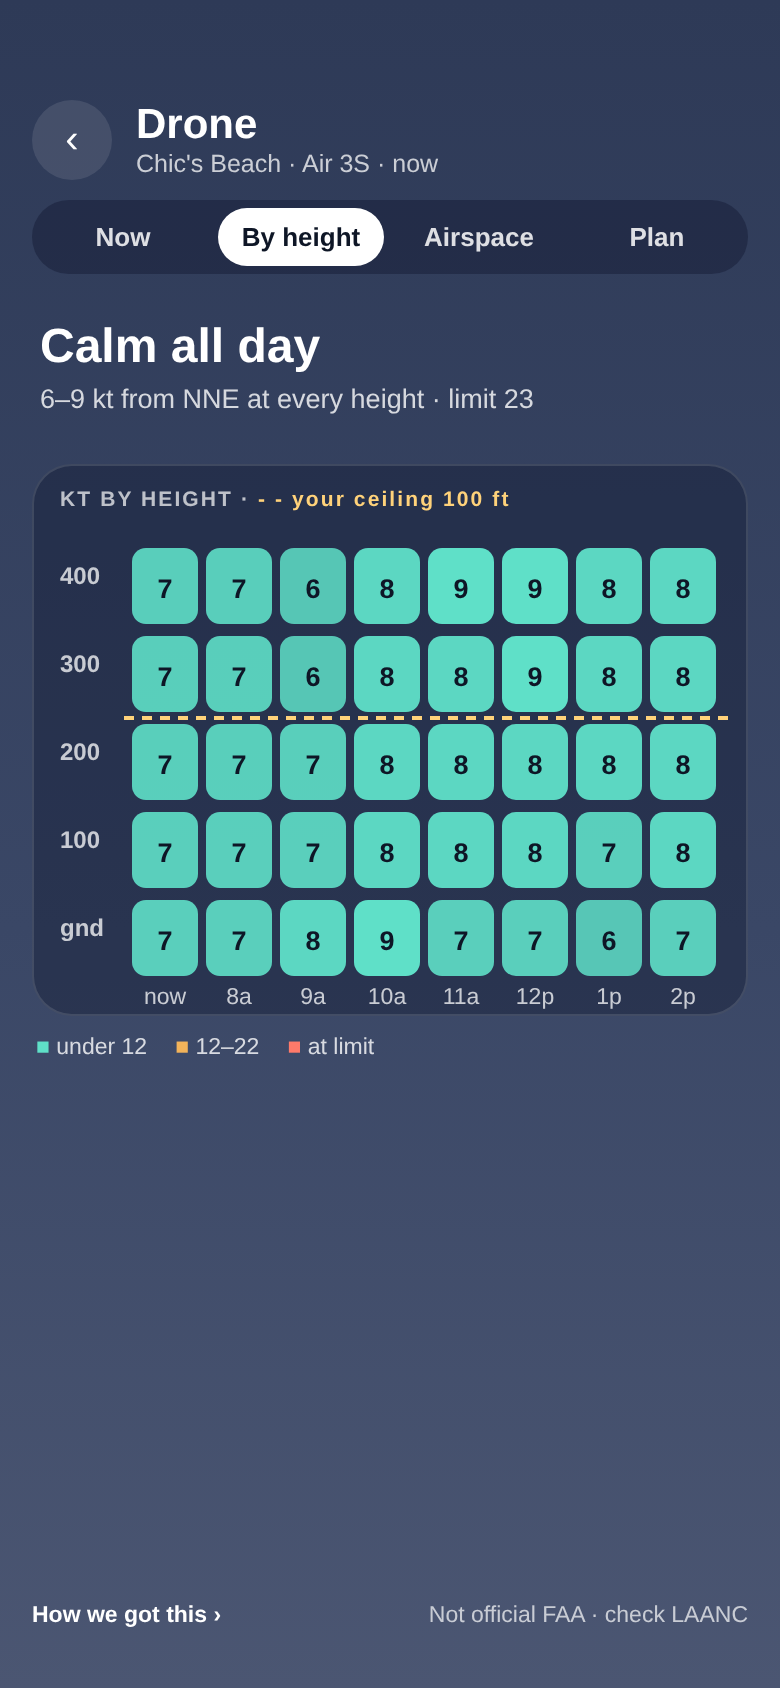 ‹
Drone
Chic's Beach · Air 3S · now
Now By height Airspace Plan
Calm all day
6–9 kt from NNE at every height · limit 23
KT BY HEIGHT · - - your ceiling 100 ft
400 7 7 6 8 9 9 8 8
300 7 7 6 8 8 9 8 8
200 7 7 7 8 8 8 8 8
100 7 7 7 8 8 8 7 8
gnd 7 7 8 9 7 7 6 7
now 8a 9a 10a 11a 12p 1p 2p
under 12 12–22 at limit
How we got this › Not official FAA · check LAANC